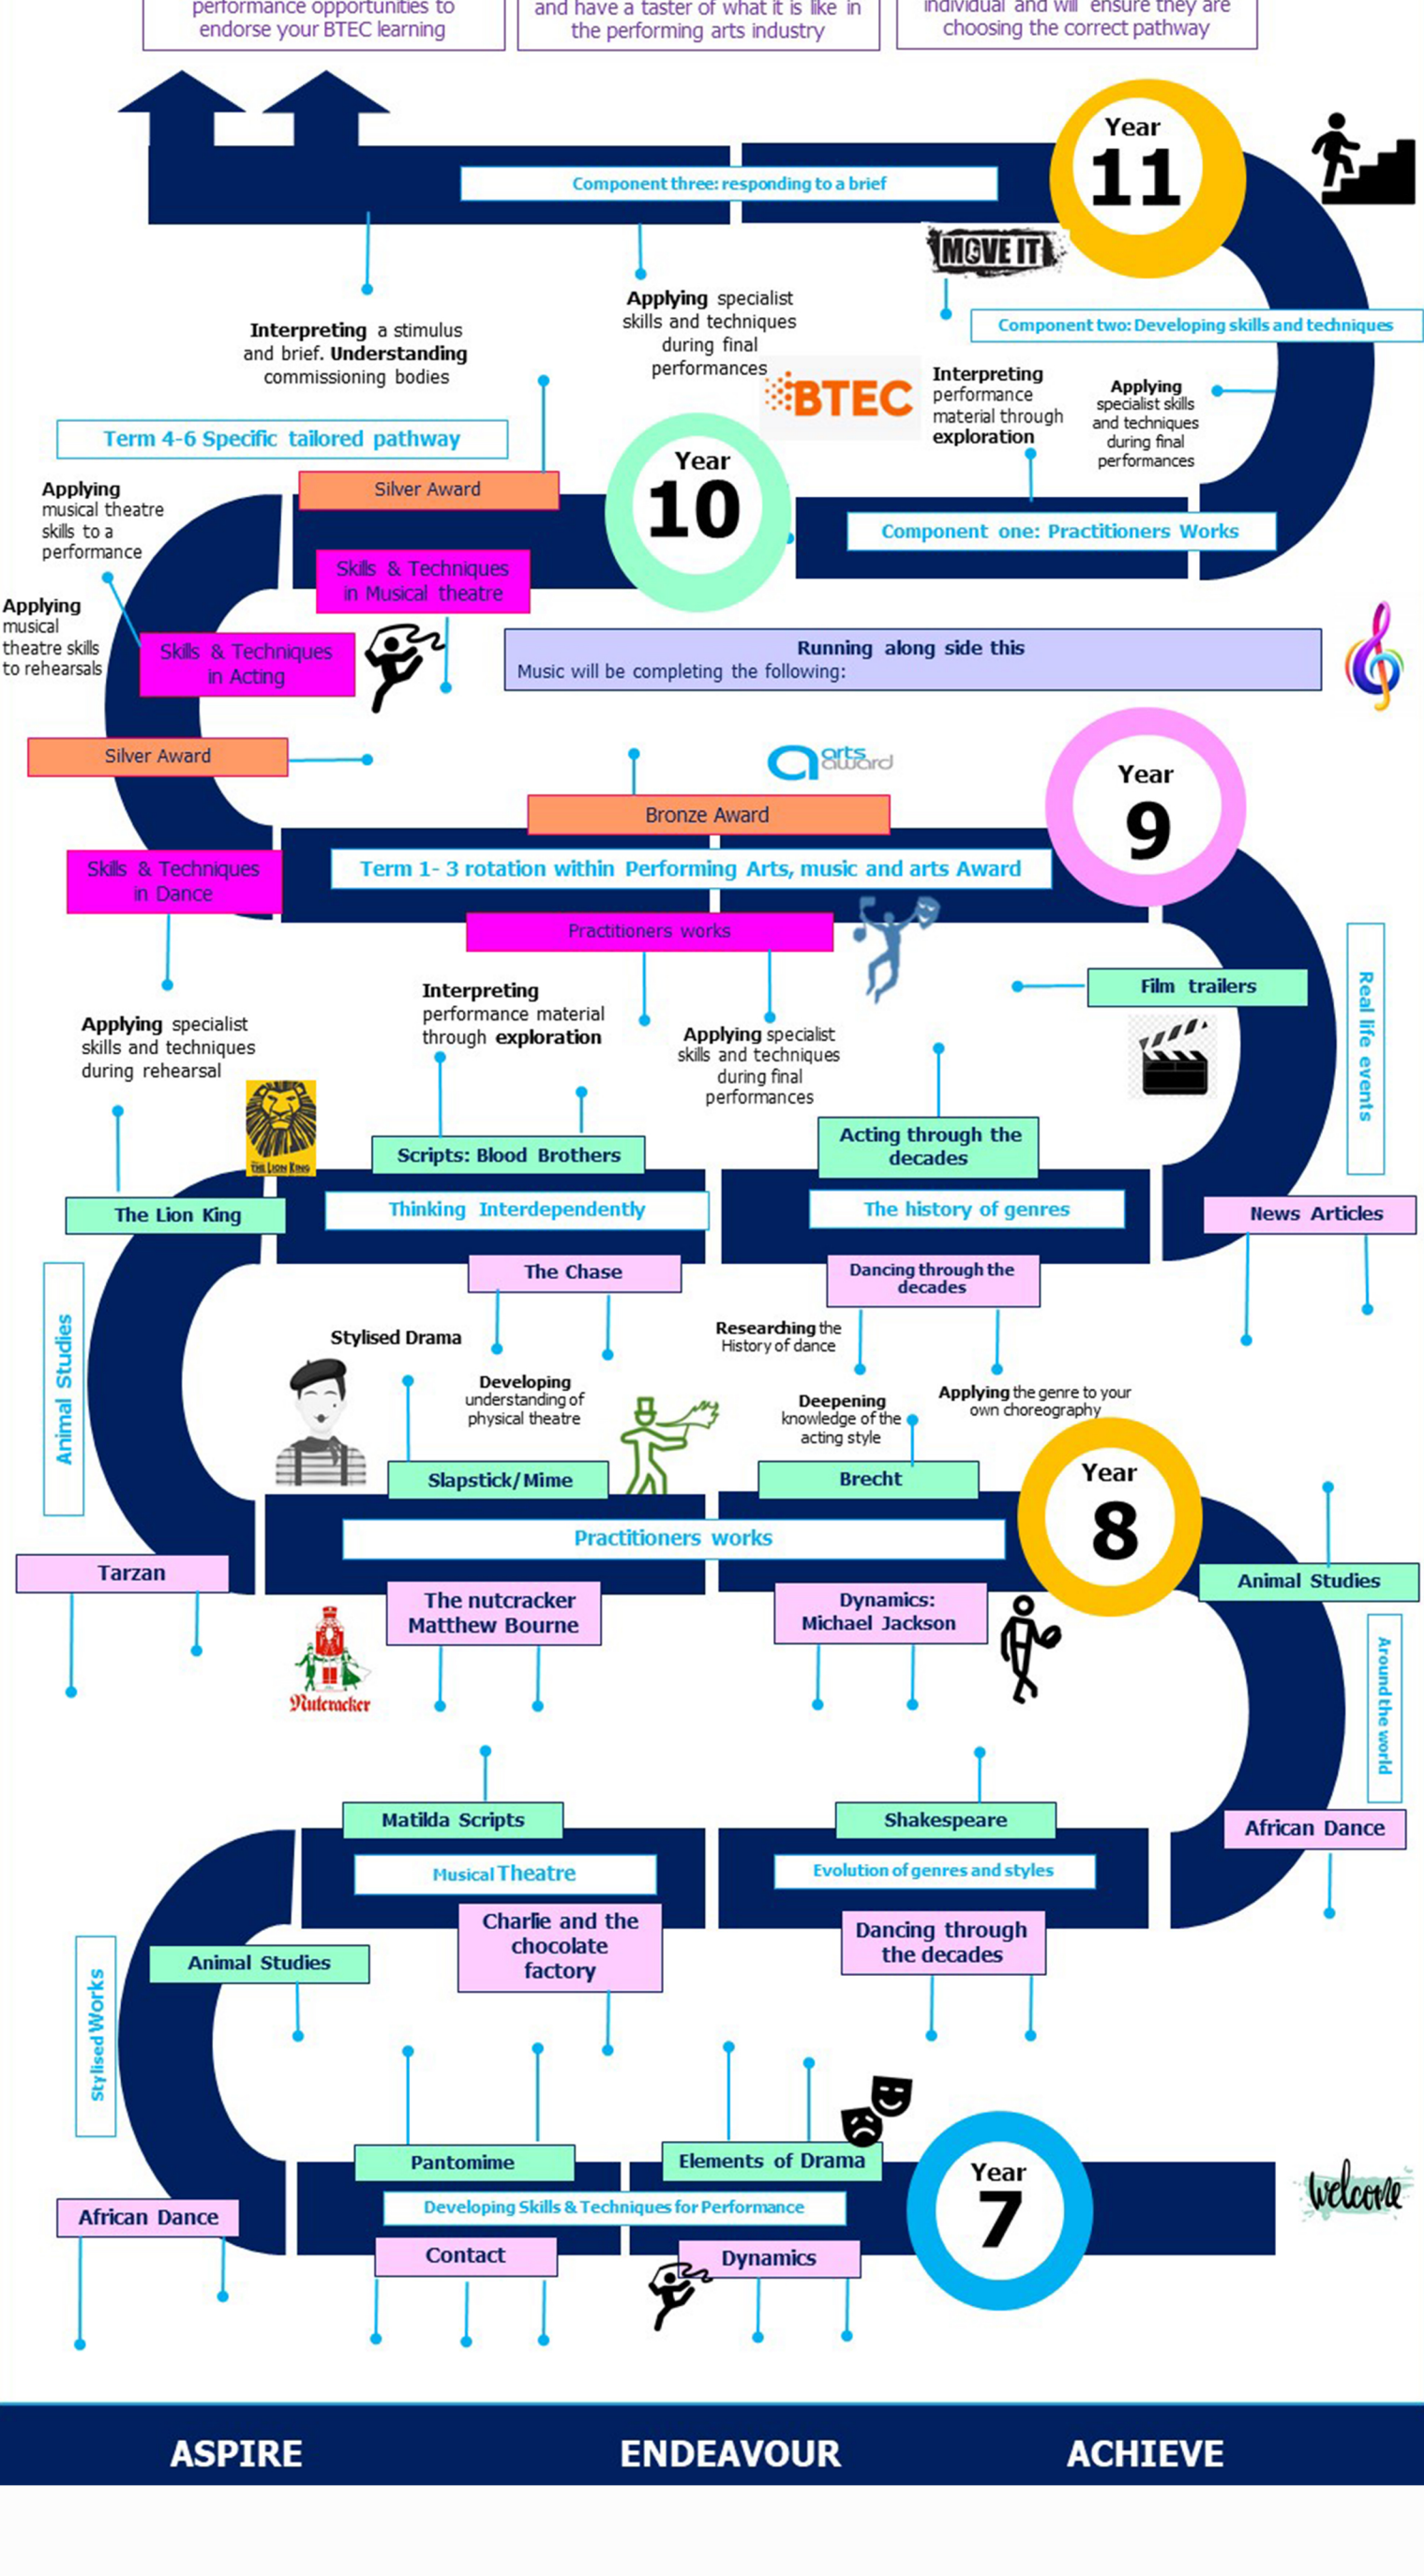 performance opportunities to
endorse your BTEC learning
and have a taster of what it is like in
the performing arts industry
individual and will ensure they are
choosing the correct pathway
Year
11
Component three: responding to a brief
MOVE IT
Component two: Developing skills and techniques
Applying specialist
skills and techniques
during final
performances
Interpreting a stimulus
and brief. Understanding
commissioning bodies
BTEC
Interpreting
performance
material through
exploration
Applying
specialist skills
and techniques
during final
performances
Term 4-6 Specific tailored pathway
Year
10
Silver Award
Component one: Practitioners Works
Applying
musical theatre
skills to a
performance
Skills & Techniques
in Musical theatre
Applying
musical
theatre skills
to rehearsals
Skills & Techniques
in Acting
Running along side this
Music will be completing the following:
Silver Award
arts
award
Year
9
Bronze Award
Skills & Techniques
in Dance
Term 1- 3 rotation within Performing Arts, music and arts Award
Practitioners works
Film trailers
Real life events
Interpreting
performance material
through exploration
Applying specialist
skills and techniques
during rehearsal
Applying specialist
skills and techniques
during final
performances
THE LION KING
Scripts: Blood Brothers
Acting through the
decades
The Lion King
Thinking Interdependently
The history of genres
News Articles
The Chase
Dancing through the
decades
Animal Studies
Stylised Drama
Researching the
History of dance
Developing
understanding of
physical theatre
Deepening
knowledge of the
acting style
Applying the genre to your
own choreography
Year
8
Slapstick/Mime
Brecht
Practitioners works
Tarzan
Animal Studies
The nutcracker
Matthew Bourne
Dynamics:
Michael Jackson
Around the world
Nutcracker
Matilda Scripts
Shakespeare
African Dance
Musical Theatre
Evolution of genres and styles
Charlie and the
chocolate
factory
Dancing through
the decades
Animal Studies
Stylised Works
Pantomime
Elements of Drama
Year
7
welcome
African Dance
Developing Skills & Techniques for Performance
Contact
Dynamics
ASPIRE
ENDEAVOUR
ACHIEVE